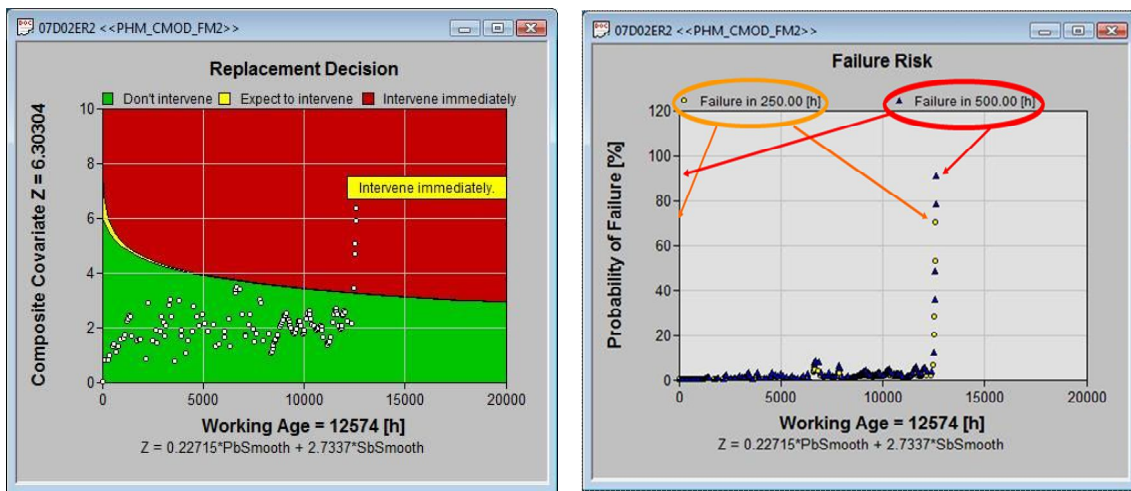 07D02ER2 <<PHM_CMOD_FM2>>
Replacement Decision
Don't intervene Expect to intervene Intervene immediately
Composite Covariate Z = 6.30304
10
8
6
4
2
0
Intervene immediately.
0 5000 10000 15000 20000
Working Age = 12574 [h]
Z = 0.22715*PbSmooth + 2.7337*SbSmooth
07D02ER2 <<PHM_CMOD_FM2>>
Failure Risk
Failure in 250.00 [h] Failure in 500.00 [h]
Probability of Failure [%]
120
100
80
60
40
20
0
0 5000 10000 15000 20000
Working Age = 12574 [h]
Z = 0.22715*PbSmooth + 2.7337*SbSmooth